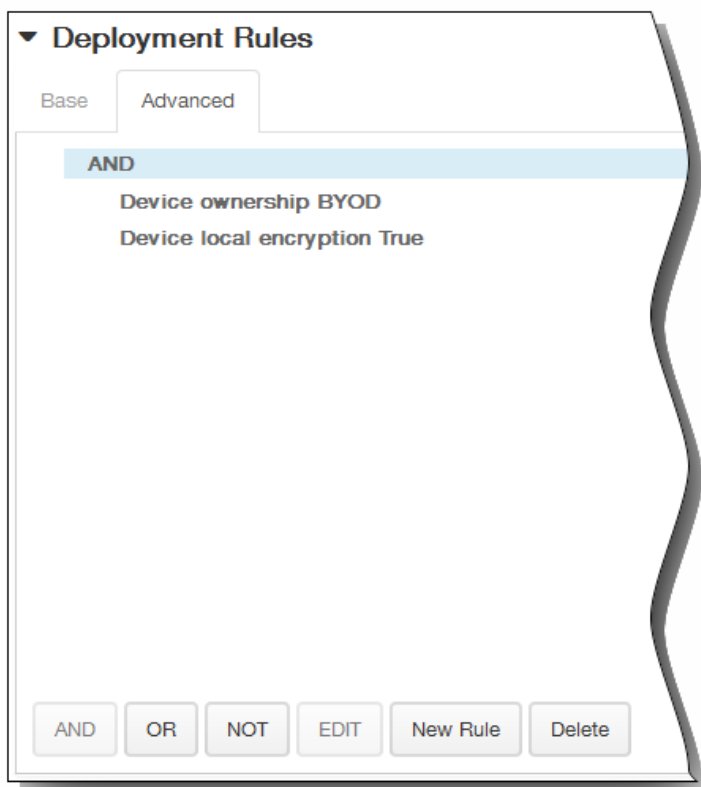 Deployment Rules
Base Advanced
AND
Device ownership BYOD
Device local encryption True
AND OR NOT EDIT New Rule Delete